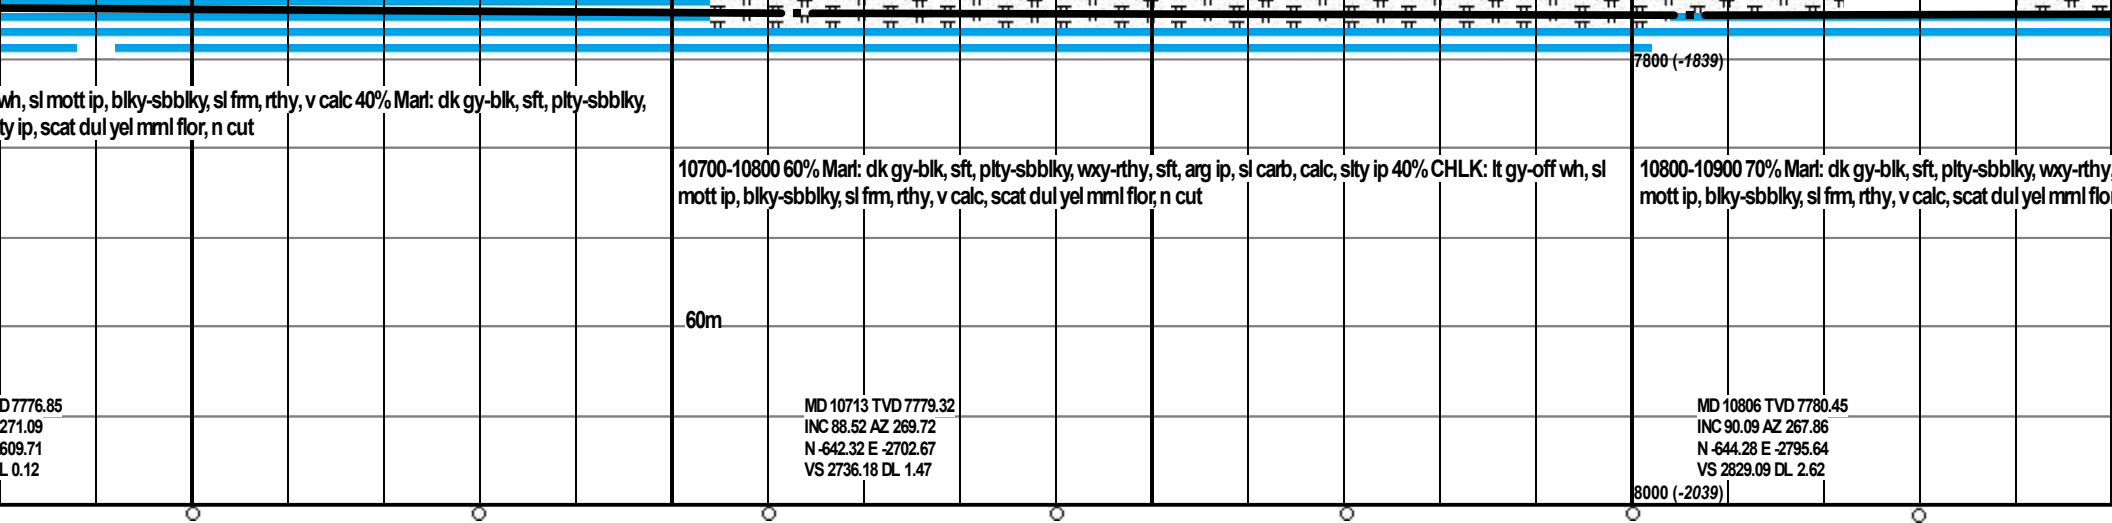 7800 (-1839)
wh, sl mott ip, blky-sbblky, sl frm, rthy, v calc 40% Marl: dk gy-blk, sft, plty-sbblky,
ty ip, scat dul yel mrnl flor, n cut
10700-10800 60% Marl: dk gy-blk, sft, plty-sbblky, wxy-rthy, sft, arg ip, sl carb, calc, slty ip 40% CHLK: lt gy-off wh, sl
mott ip, blky-sbblky, sl frm, rthy, v calc, scat dul yel mrnl flor, n cut
10800-10900 70% Marl: dk gy-blk, sft, plty-sbblky, wxy-rthy,
mott ip, blky-sbblky, sl frm, rthy, v calc, scat dul yel mrnl flo
60m
D 7776.85
271.09
609.71
L 0.12
MD 10713 TVD 7779.32
INC 88.52 AZ 269.72
N -642.32 E -2702.67
VS 2736.18 DL 1.47
MD 10806 TVD 7780.45
INC 90.09 AZ 267.86
N -644.28 E -2795.64
VS 2829.09 DL 2.62
8000 (-2039)